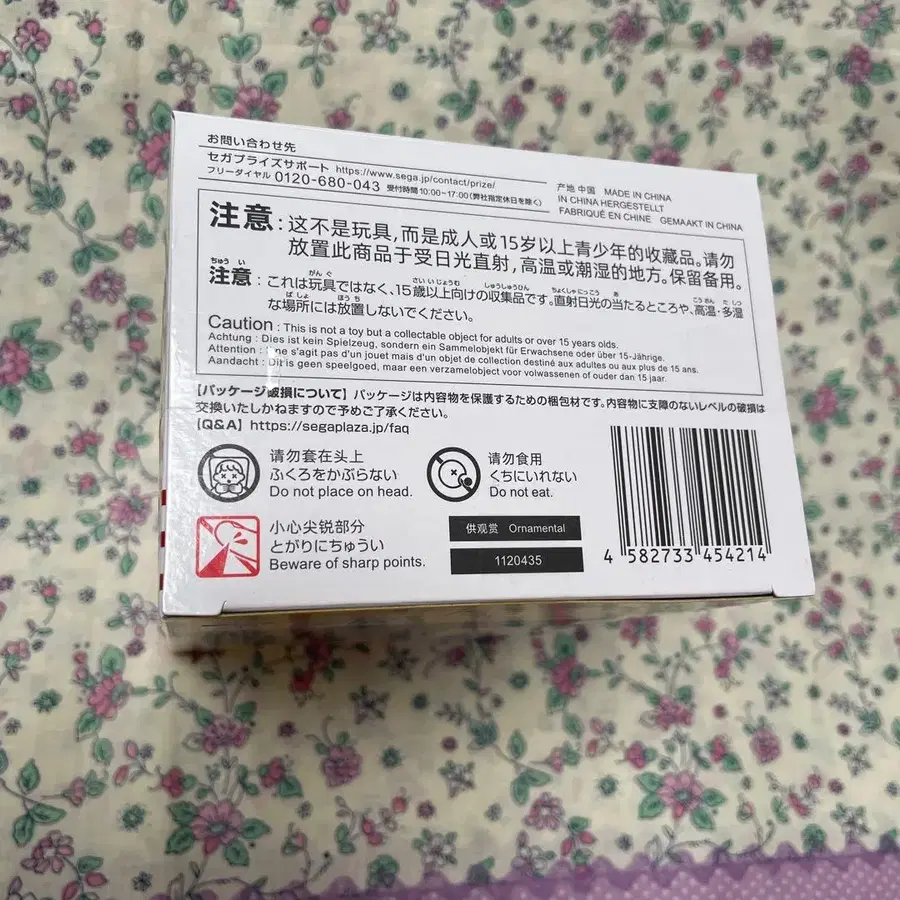 お問い合わせ先
セガプライズサポート https://www.sega.jp/contact/prize/
フリーダイヤル 0120-680-043 受付時間 10:00~17:00(弊社指定休日を除く)
产地 中国 MADE IN CHINA
IN CHINA HERGESTELLT
FABRIQUÉ EN CHINE GEMAAKT IN CHINA
注意:这不是玩具,而是成人或15岁以上青少年的收藏品。请勿
放置此商品于受日光直射,高温或潮湿的地方。保留备用。
注意:これは玩具ではなく、15歳以上向けの収集品です。直射日光の当たるところや、高温・多湿
な場所には放置しないでください。
Caution : This is not a toy but a collectable object for adults or over 15 years olds.
Achtung : Dies ist kein Spielzeug, sondern ein Sammelobjekt für Erwachsene oder über 15-Jährige.
Attention : ne s'agit pas d'un jouet mais d'un objet de collection destiné aux adultes ou aux plus de 15 ans.
Aandacht : Dit is geen speelgoed, maar een verzamelobject voor volwassenen of ouder dan 15 jaar.
【パッケージ破損について】パッケージは内容物を保護するための梱包材です。内容物に支障のないレベルの破損は
交換いたしかねますので予めご了承ください。
【Q&A】https://segaplaza.jp/faq
请勿套在头上
ふくろをかぶらない
Do not place on head.
请勿食用
くちにいれない
Do not eat.
小心尖锐部分
とがりにちゅうい
Beware of sharp points.
供观赏 Ornamental
1120435
4 582733 454214